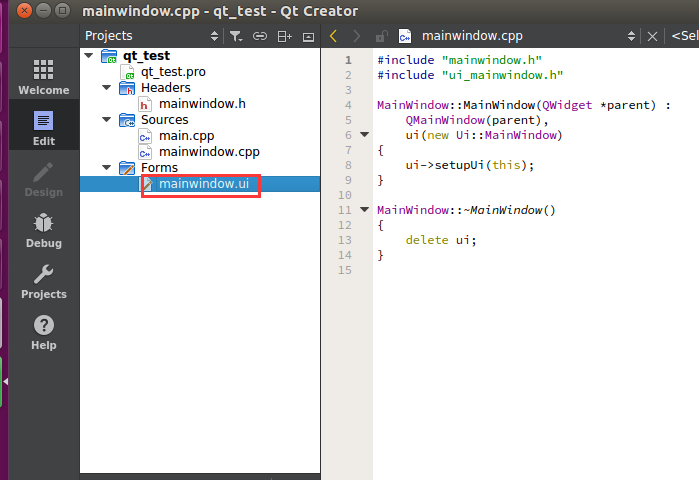 mainwindow.cpp - qt_test - Qt Creator
Projects
mainwindow.cpp
<Sel
Welcome
Edit
Design
Debug
Projects
Help
qt_test
qt_test.pro
Headers
mainwindow.h
Sources
main.cpp
mainwindow.cpp
Forms
mainwindow.ui
1 #include "mainwindow.h"
2 #include "ui_mainwindow.h"
3
4 MainWindow::MainWindow(QWidget *parent) :
5     QMainWindow(parent),
6     ui(new Ui::MainWindow)
7 {
8     ui->setupUi(this);
9 }
10
11 MainWindow::~MainWindow()
12 {
13     delete ui;
14 }
15